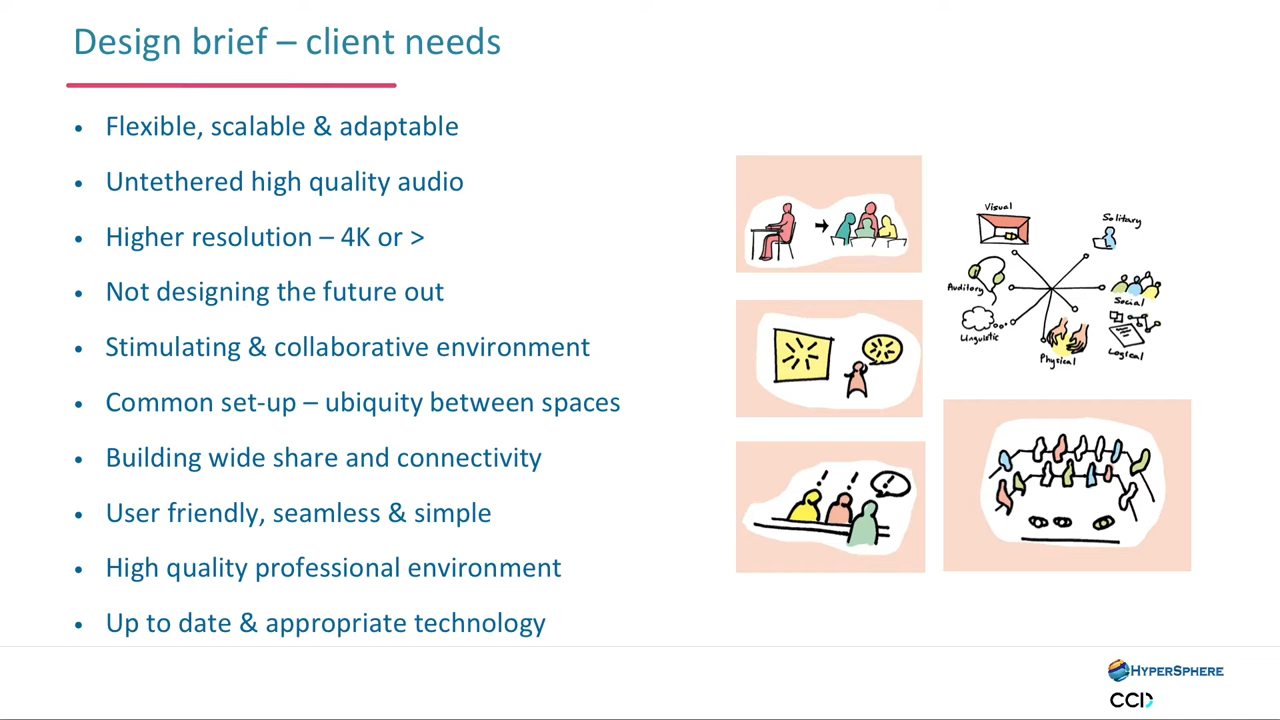 Design brief – client needs
• Flexible, scalable & adaptable
• Untethered high quality audio
• Higher resolution – 4K or >
• Not designing the future out
• Stimulating & collaborative environment
• Common set-up – ubiquity between spaces
• Building wide share and connectivity
• User friendly, seamless & simple
• High quality professional environment
• Up to date & appropriate technology
Visual
Solitary
Auditory
Social
Linguistic
Logical
Physical
! ! !
HYPERSPHERE
CCD